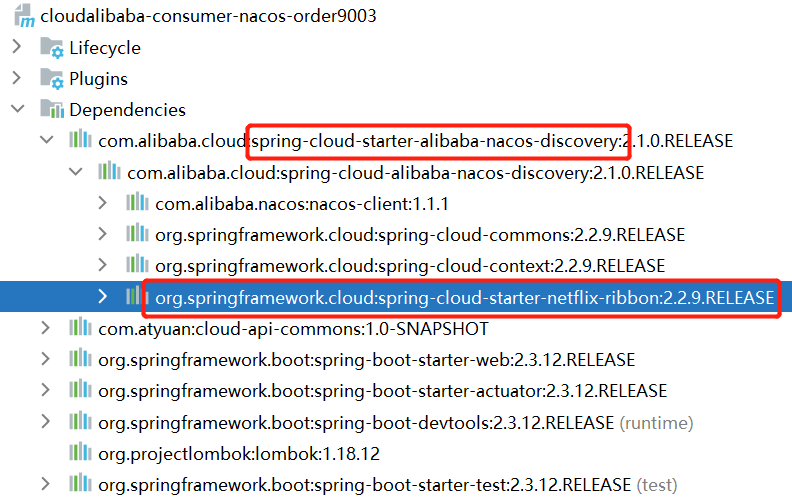 cloudalibaba-consumer-nacos-order9003
Lifecycle
Plugins
Dependencies
com.alibaba.cloud:spring-cloud-starter-alibaba-nacos-discovery:2.1.0.RELEASE
com.alibaba.cloud:spring-cloud-alibaba-nacos-discovery:2.1.0.RELEASE
com.alibaba.nacos:nacos-client:1.1.1
org.springframework.cloud:spring-cloud-commons:2.2.9.RELEASE
org.springframework.cloud:spring-cloud-context:2.2.9.RELEASE
org.springframework.cloud:spring-cloud-starter-netflix-ribbon:2.2.9.RELEASE
com.atyuan:cloud-api-commons:1.0-SNAPSHOT
org.springframework.boot:spring-boot-starter-web:2.3.12.RELEASE
org.springframework.boot:spring-boot-starter-actuator:2.3.12.RELEASE
org.springframework.boot:spring-boot-devtools:2.3.12.RELEASE (runtime)
org.projectlombok:lombok:1.18.12
org.springframework.boot:spring-boot-starter-test:2.3.12.RELEASE (test)